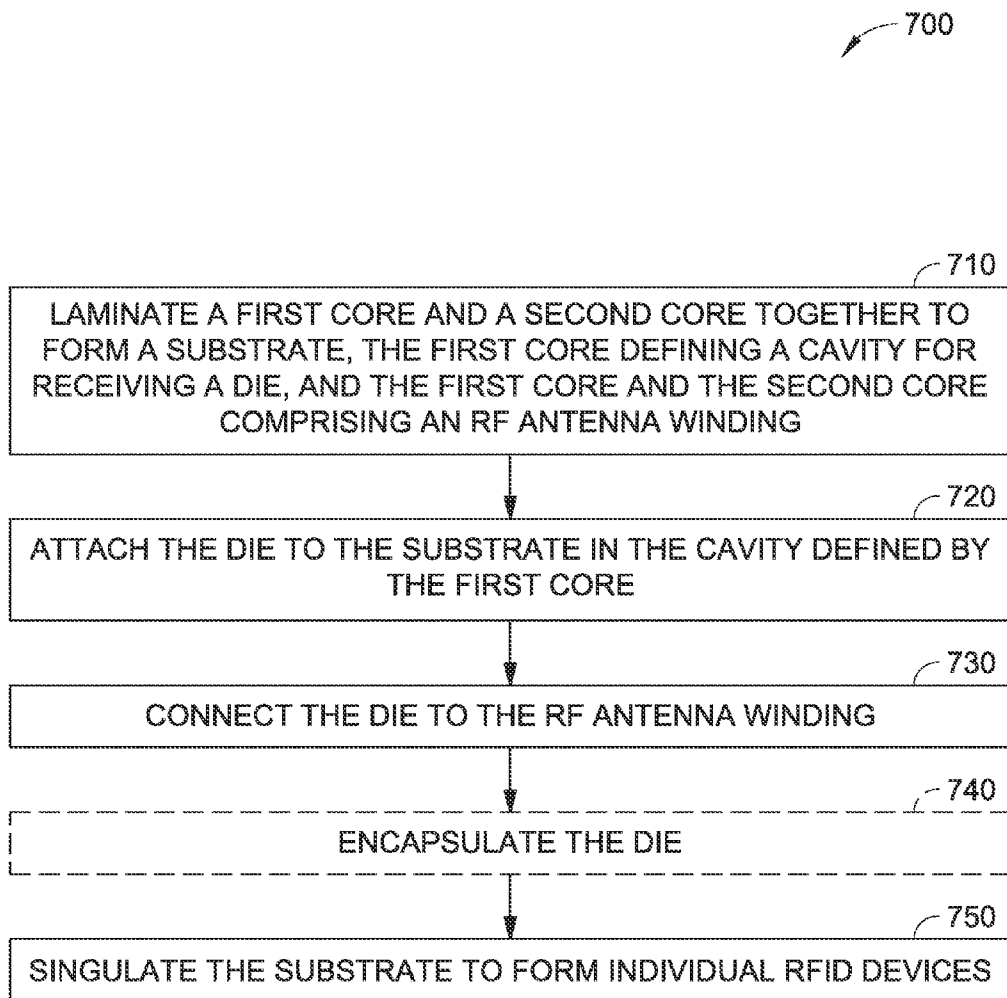 700
710
LAMINATE A FIRST CORE AND A SECOND CORE TOGETHER TO
FORM A SUBSTRATE, THE FIRST CORE DEFINING A CAVITY FOR
RECEIVING A DIE, AND THE FIRST CORE AND THE SECOND CORE
COMPRISING AN RF ANTENNA WINDING
720
ATTACH THE DIE TO THE SUBSTRATE IN THE CAVITY DEFINED BY
THE FIRST CORE
730
CONNECT THE DIE TO THE RF ANTENNA WINDING
740
ENCAPSULATE THE DIE
750
SINGULATE THE SUBSTRATE TO FORM INDIVIDUAL RFID DEVICES